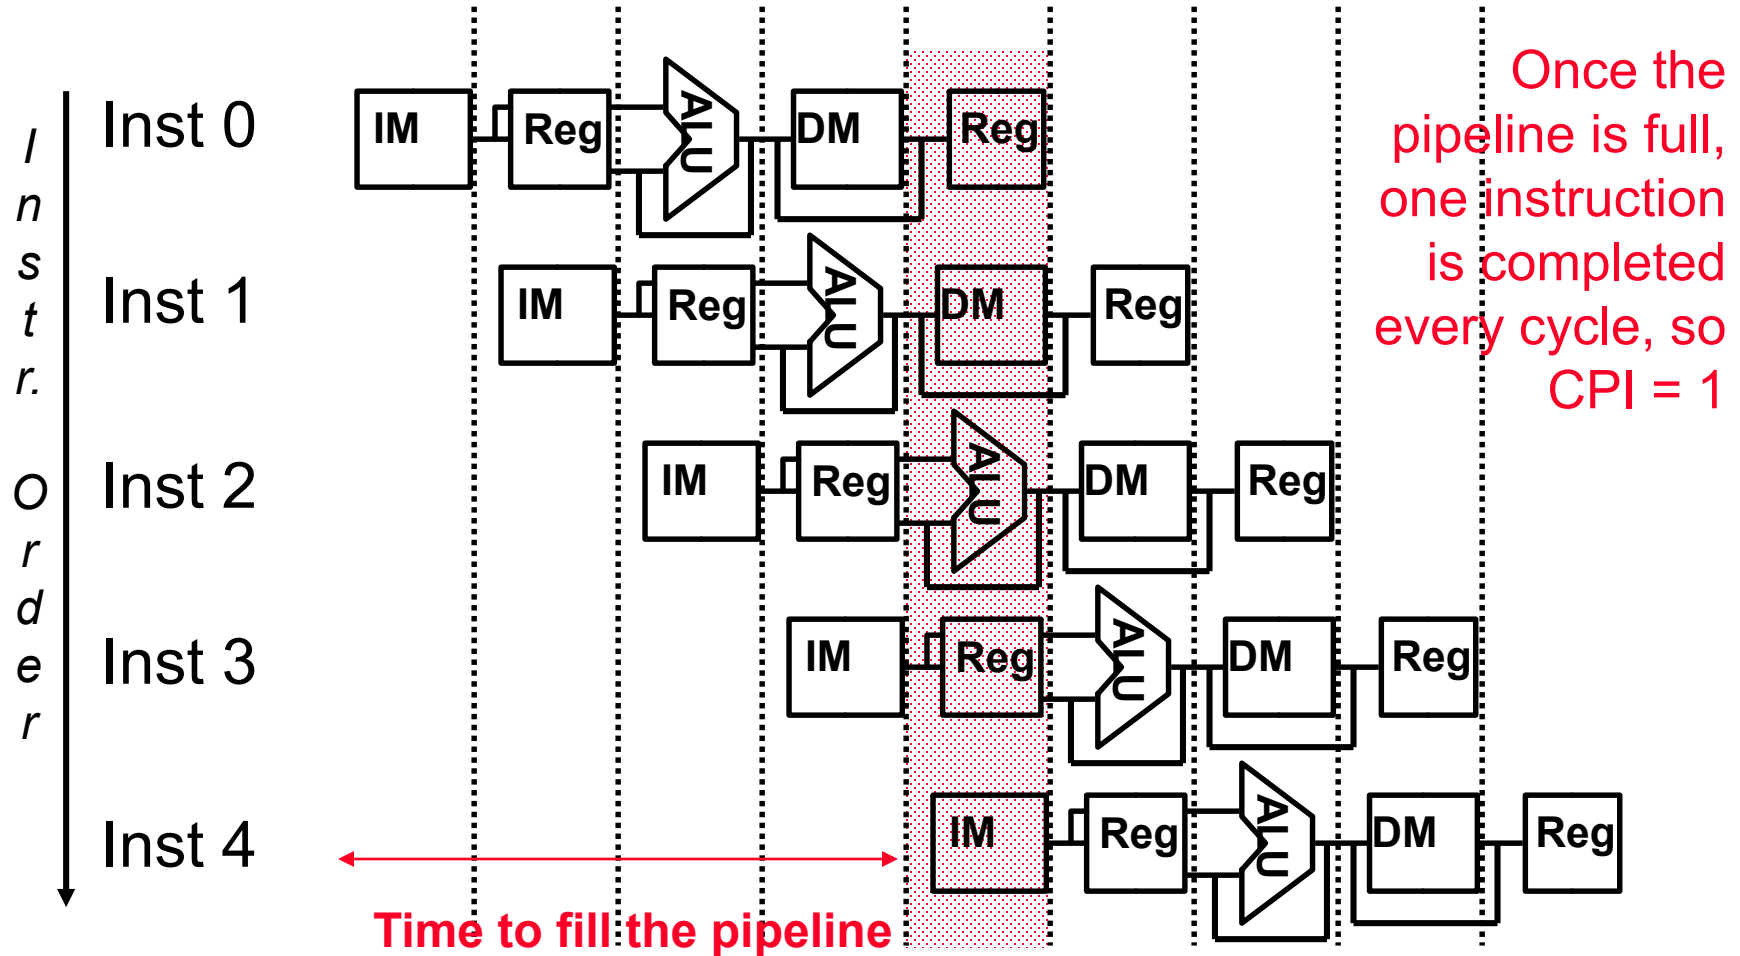 Instr. Order
Once the
pipeline is full,
one instruction
is completed
every cycle, so
CPI = 1
Inst 0 IM Reg ALU DM Reg
Inst 1 IM Reg ALU DM Reg
Inst 2 IM Reg ALU DM Reg
Inst 3 IM Reg ALU DM Reg
Inst 4 IM Reg ALU DM Reg
Time to fill the pipeline